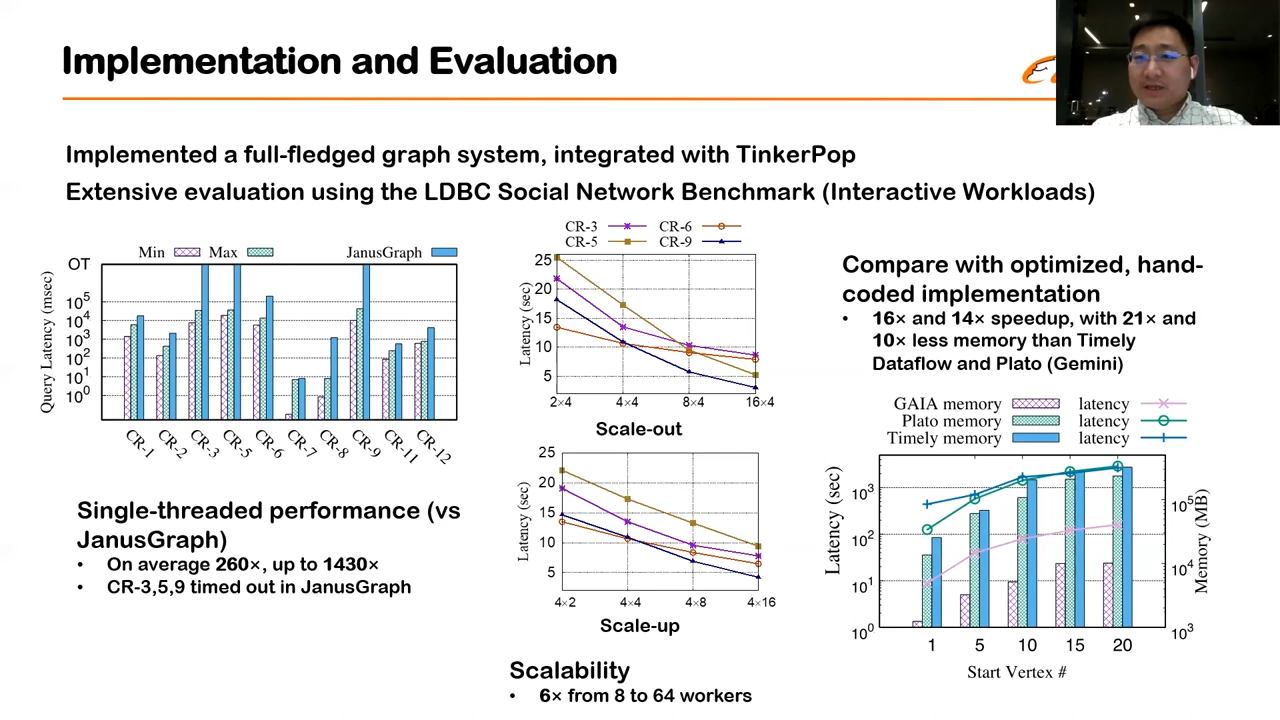 Implementation and Evaluation
Implemented a full-fledged graph system, integrated with TinkerPop
Extensive evaluation using the LDBC Social Network Benchmark (Interactive Workloads)
Min Max JanusGraph
Query Latency (msec)
OT
10^5
10^4
10^3
10^2
10^1
10^0
CR-1 CR-2 CR-3 CR-5 CR-6 CR-7 CR-8 CR-9 CR-11 CR-12
Single-threaded performance (vs
JanusGraph)
• On average 260×, up to 1430×
• CR-3,5,9 timed out in JanusGraph
CR-3 CR-6
CR-5 CR-9
Latency (sec)
25
20
15
10
5
2×4 4×4 8×4 16×4
Scale-out
Latency (sec)
25
20
15
10
5
4×2 4×4 4×8 4×16
Scale-up
Scalability
• 6× from 8 to 64 workers
Compare with optimized, hand-
coded implementation
• 16× and 14× speedup, with 21× and
10× less memory than Timely
Dataflow and Plato (Gemini)
GAIA memory latency
Plato memory latency
Timely memory latency
Latency (sec)
10^3
10^2
10^1
10^0
Memory (MB)
10^5
10^4
10^3
1 5 10 15 20
Start Vertex #